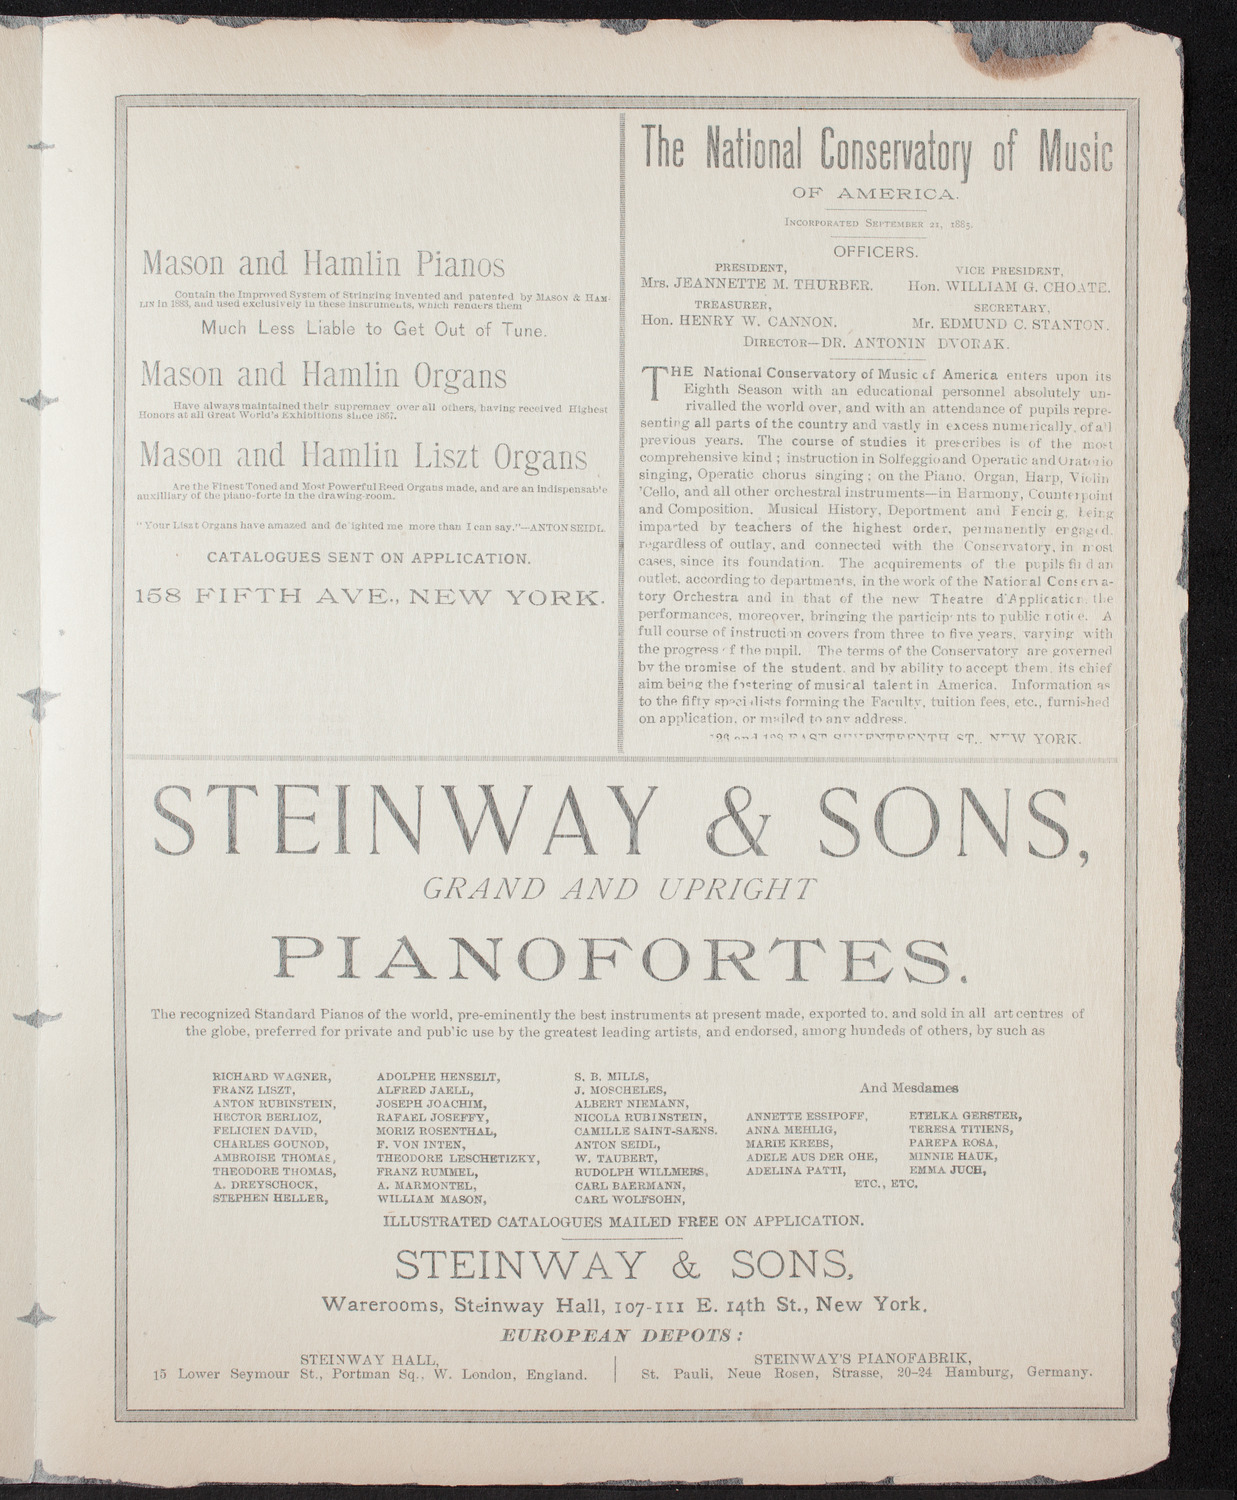 Mason and Hamlin Pianos
Contain the Improved System of Stringing invented and patented by MASON & HAM-
LIN in 1883, and used exclusively in these instruments, which renders them
Much Less Liable to Get Out of Tune.
Mason and Hamlin Organs
Have always maintained their supremacy over all others, having received Highest
Honors at all Great World's Exhibitions since 1867.
Mason and Hamlin Liszt Organs
Are the Finest Toned and Most Powerful Reed Organs made, and are an indispensable
auxilliary of the piano-forte in the drawing-room.
"Your Liszt Organs have amazed and de ighted me more than I can say."—ANTON SEIDL.
CATALOGUES SENT ON APPLICATION.
158 FIFTH AVE., NEW YORK.
The National Conservatory of Music
OF AMERICA.
INCORPORATED SEPTEMBER 21, 1885.
OFFICERS.
PRESIDENT, VICE PRESIDENT,
Mrs. JEANNETTE M. THURBER. Hon. WILLIAM G. CHOATE.
TREASURER, SECRETARY,
Hon. HENRY W. CANNON. Mr. EDMUND C. STANTON.
DIRECTOR—DR. ANTONIN DVORAK.
THE National Conservatory of Music of America enters upon its
Eighth Season with an educational personnel absolutely un-
rivalled the world over, and with an attendance of pupils repre-
senting all parts of the country and vastly in excess numerically, of all
previous years. The course of studies it prescribes is of the most
comprehensive kind; instruction in Solfeggio and Operatic and Oratorio
singing, Operatic chorus singing; on the Piano, Organ, Harp, Violin
'Cello, and all other orchestral instruments—in Harmony, Counterpoint
and Composition, Musical History, Deportment and Fencing, being
imparted by teachers of the highest order, permanently engaged,
regardless of outlay, and connected with the Conservatory, in most
cases, since its foundation. The acquirements of the pupils find an
outlet, according to departments, in the work of the National Conserva-
tory Orchestra and in that of the new Theatre d'Application, the
performances, moreover, bringing the participants to public notice. A
full course of instruction covers from three to five years, varying with
the progress of the pupil. The terms of the Conservatory are governed
by the promise of the student, and by ability to accept them, its chief
aim being the fostering of musical talent in America. Information as
to the fifty specialists forming the Faculty, tuition fees, etc., furnished
on application, or mailed to any address.
EAST SEVENTEENTH ST., NEW YORK.
STEINWAY & SONS,
GRAND AND UPRIGHT
PIANOFORTES.
The recognized Standard Pianos of the world, pre-eminently the best instruments at present made, exported to, and sold in all art centres of
the globe, preferred for private and pub'ic use by the greatest leading artists, and endorsed, among hundeds of others, by such as
RICHARD WAGNER,
FRANZ LISZT,
ANTON RUBINSTEIN,
HECTOR BERLIOZ,
FELICIEN DAVID,
CHARLES GOUNOD,
AMBROISE THOMAS,
THEODORE THOMAS,
A. DREYSCHOCK,
STEPHEN HELLER,
ADOLPHE HENSELT,
ALFRED JAELL,
JOSEPH JOACHIM,
RAFAEL JOSEFFY,
MORIZ ROSENTHAL,
F. VON INTEN,
THEODORE LESCHETIZKY,
FRANZ RUMMEL,
A. MARMONTEL,
WILLIAM MASON,
S. B. MILLS,
J. MOSCHELES,
ALBERT NIEMANN,
NICOLA RUBINSTEIN,
CAMILLE SAINT-SAENS.
ANTON SEIDL,
W. TAUBERT,
RUDOLPH WILLMERS,
CARL BAERMANN,
CARL WOLFSOHN,
And Mesdames
ANNETTE ESSIPOFF,
ANNA MEHLIG,
MARIE KREBS,
ADELE AUS DER OHE,
ADELINA PATTI,
ETELKA GERSTER,
TERESA TITIENS,
PAREPA ROSA,
MINNIE HAUK,
EMMA JUCH,
ETC., ETC.
ILLUSTRATED CATALOGUES MAILED FREE ON APPLICATION.
STEINWAY & SONS,
Warerooms, Steinway Hall, 107-111 E. 14th St., New York.
EUROPEAN DEPOTS:
STEINWAY HALL,
15 Lower Seymour St., Portman Sq., W. London, England.
STEINWAY'S PIANOFABRIK,
St. Pauli, Neue Rosen, Strasse, 20-24 Hamburg, Germany.